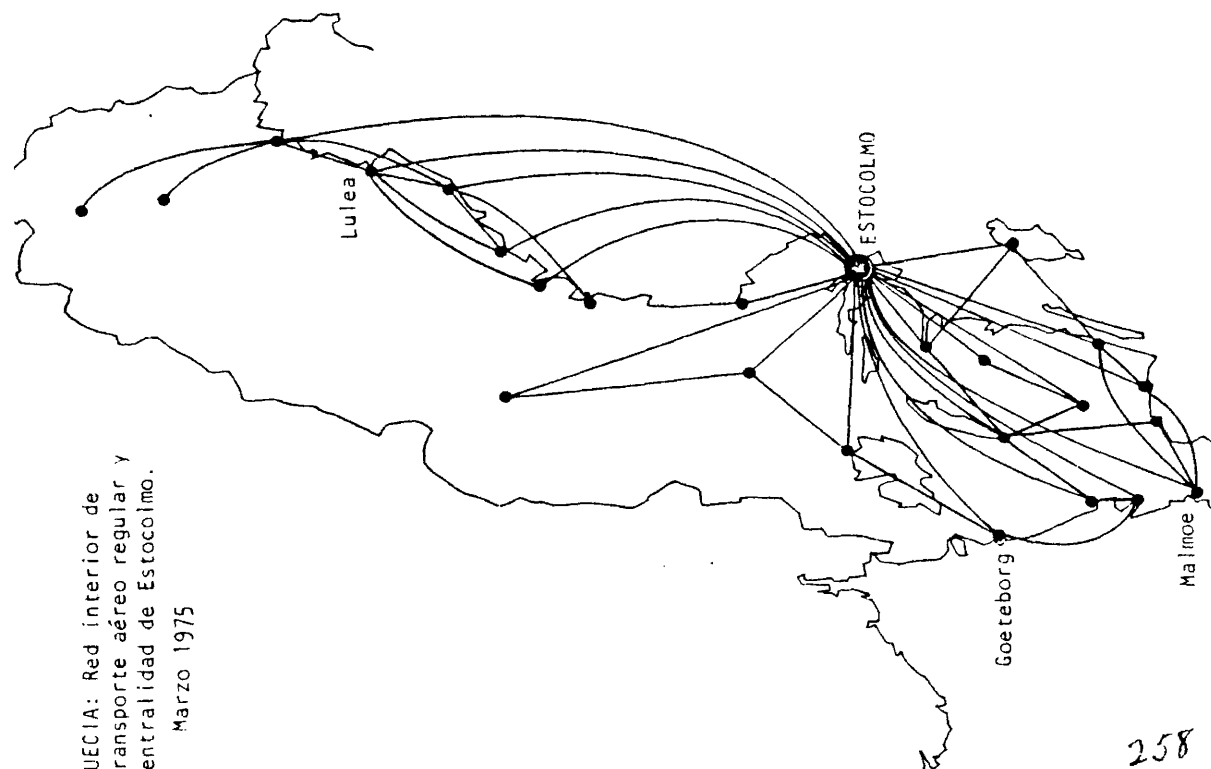 UECIA: Red interior de
ransporte aéreo regular y
entralidad de Estocolmo.
Marzo 1975
Lulea
ESTOCOLMO
Goeteborg
Malmoe
258